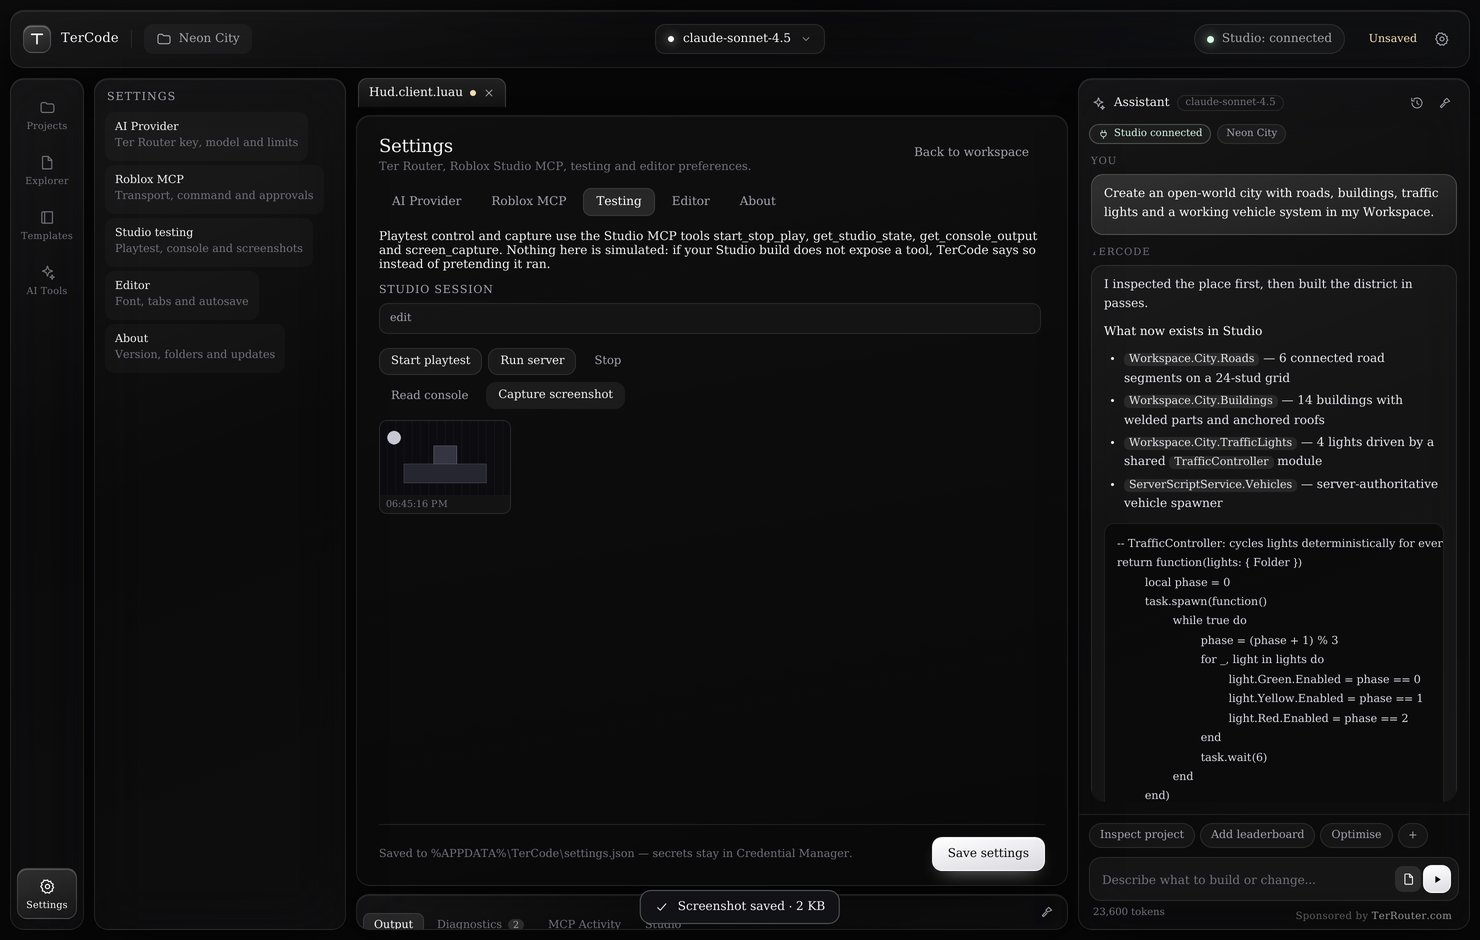 TerCode
Neon City
claude-sonnet-4.5
Studio: connected
Unsaved
Projects
Explorer
Templates
AI Tools
Settings
SETTINGS
AI Provider
Ter Router key, model and limits
Roblox MCP
Transport, command and approvals
Studio testing
Playtest, console and screenshots
Editor
Font, tabs and autosave
About
Version, folders and updates
Hud.client.luau
Settings
Ter Router, Roblox Studio MCP, testing and editor preferences.
Back to workspace
AI Provider
Roblox MCP
Testing
Editor
About
Playtest control and capture use the Studio MCP tools start_stop_play, get_studio_state, get_console_output
and screen_capture. Nothing here is simulated: if your Studio build does not expose a tool, TerCode says so
instead of pretending it ran.
STUDIO SESSION
edit
Start playtest
Run server
Stop
Read console
Capture screenshot
06:45:16 PM
Saved to %APPDATA%\TerCode\settings.json — secrets stay in Credential Manager.
Save settings
Output
Diagnostics 2
MCP Activity
Studio
Screenshot saved · 2 KB
Assistant
claude-sonnet-4.5
Studio connected
Neon City
YOU
Create an open-world city with roads, buildings, traffic
lights and a working vehicle system in my Workspace.
ERCODE
I inspected the place first, then built the district in
passes.
What now exists in Studio
• Workspace.City.Roads — 6 connected road
segments on a 24-stud grid
• Workspace.City.Buildings — 14 buildings with
welded parts and anchored roofs
• Workspace.City.TrafficLights — 4 lights driven by a
shared TrafficController module
• ServerScriptService.Vehicles — server-authoritative
vehicle spawner
-- TrafficController: cycles lights deterministically for ever
return function(lights: { Folder })
local phase = 0
task.spawn(function()
while true do
phase = (phase + 1) % 3
for _, light in lights do
light.Green.Enabled = phase == 0
light.Yellow.Enabled = phase == 1
light.Red.Enabled = phase == 2
end
task.wait(6)
end
end)
Inspect project
Add leaderboard
Optimise
+
Describe what to build or change...
23,600 tokens
Sponsored by TerRouter.com